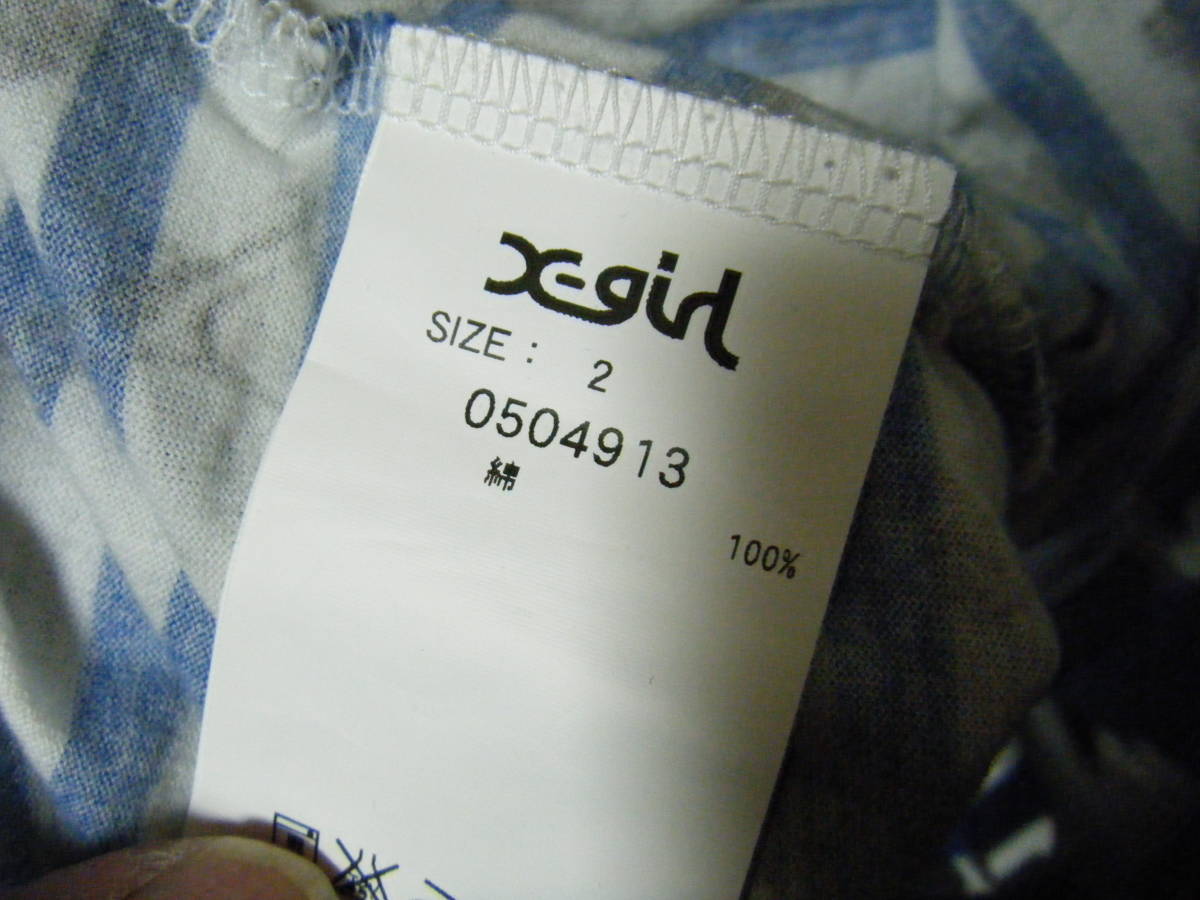 X-girl
SIZE : 2
0504913
綿
100%